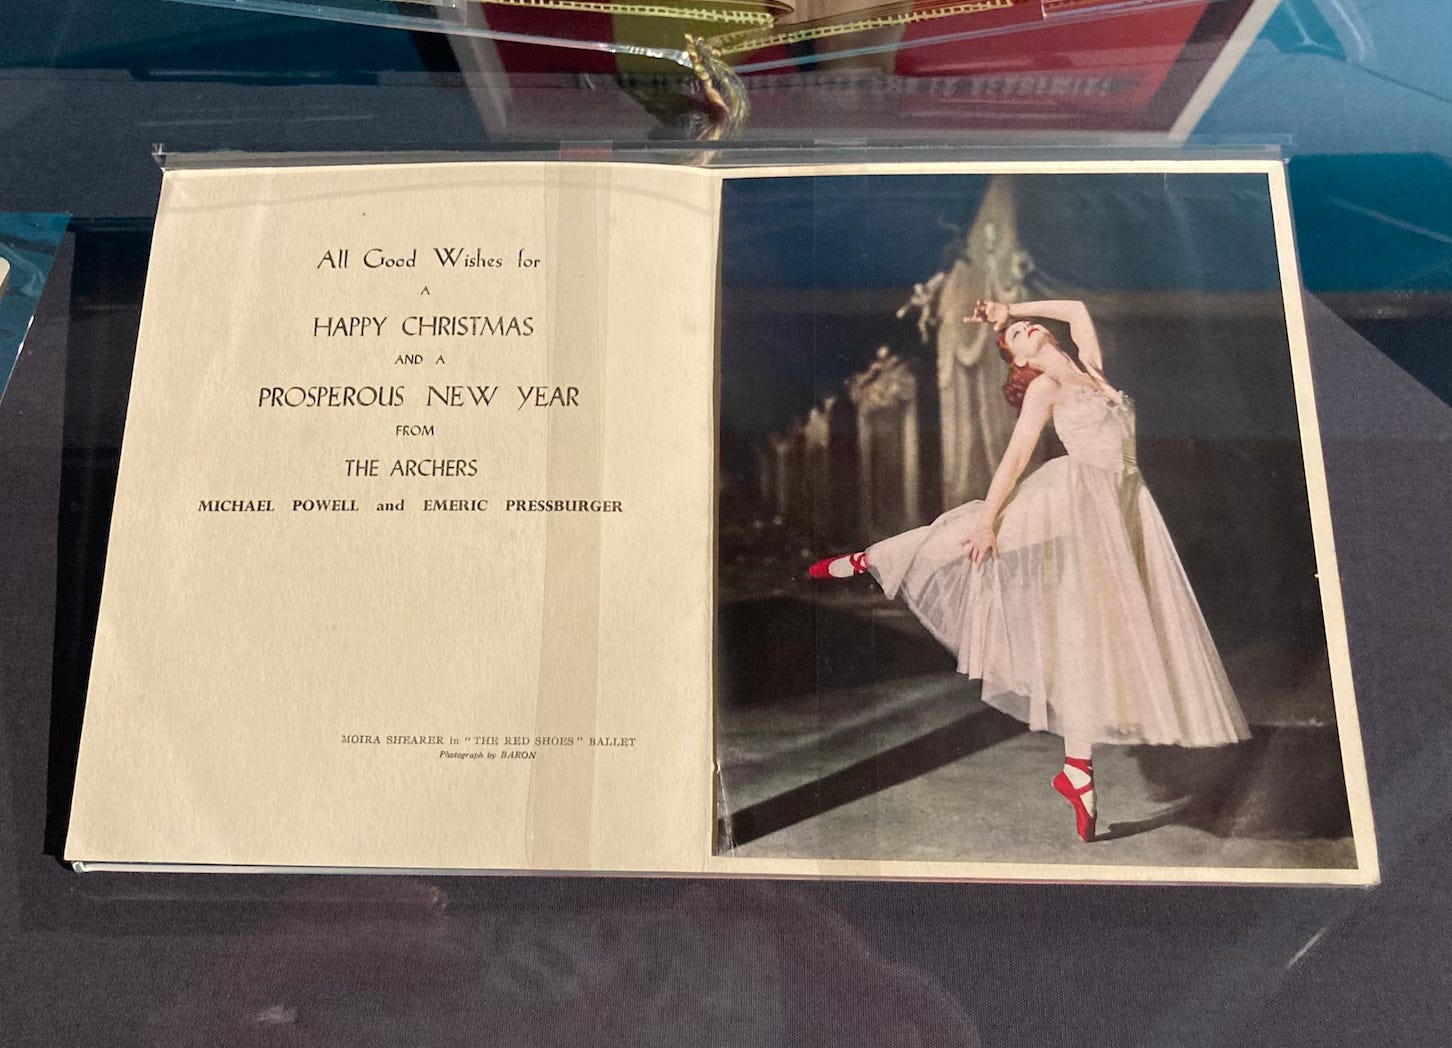 All Good Wishes for
A
HAPPY CHRISTMAS
AND A
PROSPEROUS NEW YEAR
FROM
THE ARCHERS
MICHAEL POWELL and EMERIC PRESSBURGER
MOIRA SHEARER in "THE RED SHOES" BALLET
Photograph by BARON